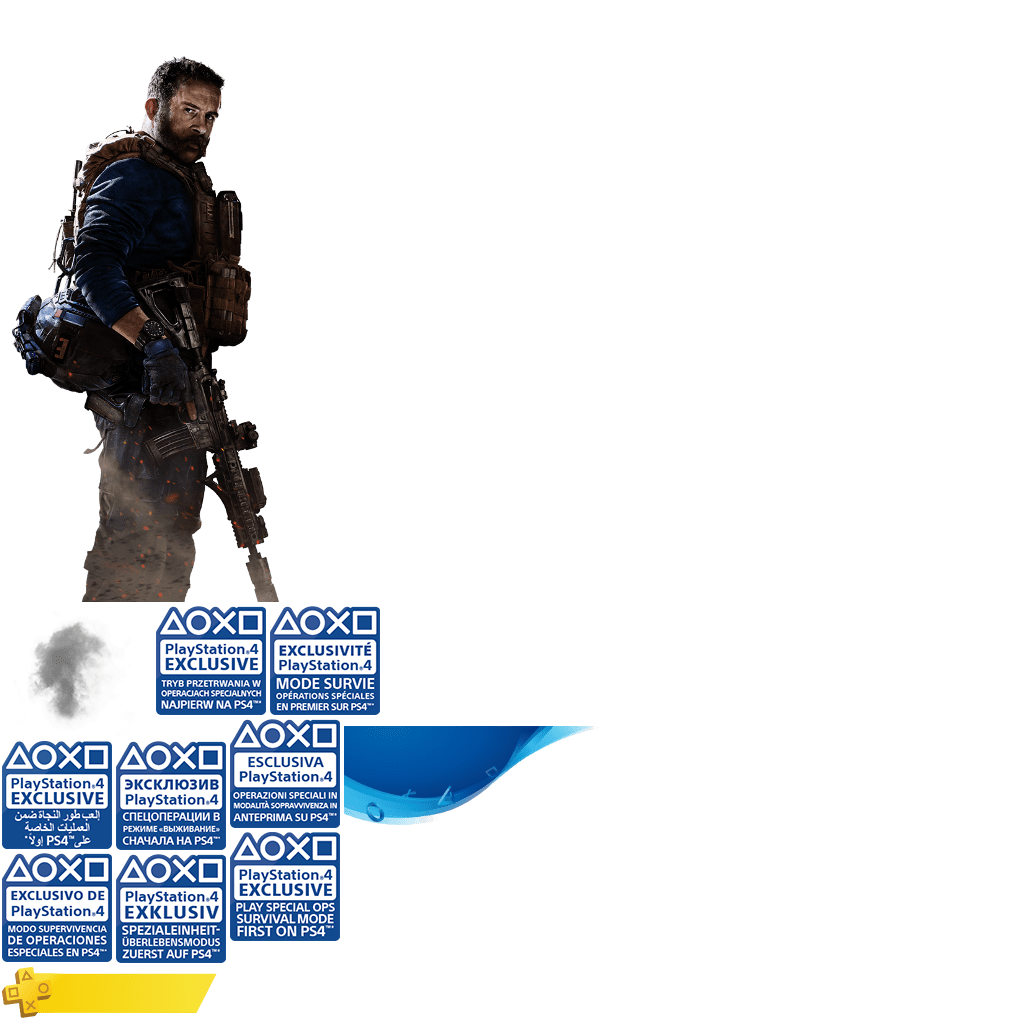 PlayStation®4
EXCLUSIVE
TRYB PRZETRWANIA W
OPERACJACH SPECJALNYCH
NAJPIERW NA PS4™*
EXCLUSIVITÉ
PlayStation®4
MODE SURVIE
OPÉRATIONS SPÉCIALES
EN PREMIER SUR PS4™*
ESCLUSIVA
PlayStation®4
OPERAZIONI SPECIALI IN
MODALITÀ SOPRAVVIVENZA IN
ANTEPRIMA SU PS4™*
PlayStation®4
EXCLUSIVE
إلعب طور النجاة ضمن
العمليات الخاصة
على PS4™ اولاً*
ЭКСКЛЮЗИВ
PlayStation®4
СПЕЦОПЕРАЦИИ В
РЕЖИМЕ «ВЫЖИВАНИЕ»
СНАЧАЛА НА PS4™*
PlayStation®4
EXCLUSIVE
PLAY SPECIAL OPS
SURVIVAL MODE
FIRST ON PS4™*
EXCLUSIVO DE
PlayStation®4
MODO SUPERVIVENCIA
DE OPERACIONES
ESPECIALES EN PS4™*
PlayStation®4
EXKLUSIV
SPEZIALEINHEIT-
ÜBERLEBENSMODUS
ZUERST AUF PS4™*